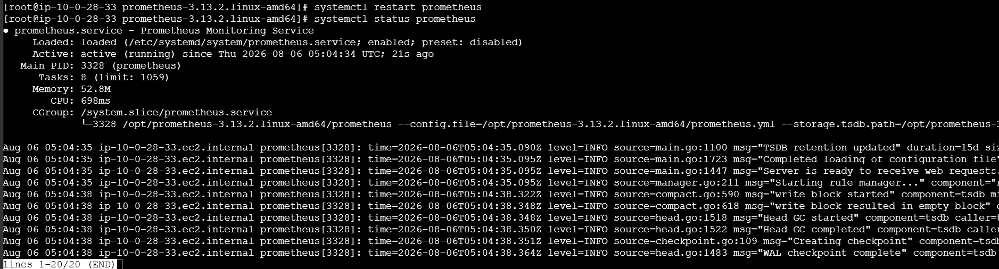 [root@ip-10-0-28-33 prometheus-3.13.2.linux-amd64]# systemctl restart prometheus
[root@ip-10-0-28-33 prometheus-3.13.2.linux-amd64]# systemctl status prometheus
● prometheus.service - Prometheus Monitoring Service
     Loaded: loaded (/etc/systemd/system/prometheus.service; enabled; preset: disabled)
     Active: active (running) since Thu 2026-08-06 05:04:34 UTC; 21s ago
   Main PID: 3328 (prometheus)
      Tasks: 8 (limit: 1059)
     Memory: 52.8M
        CPU: 698ms
     CGroup: /system.slice/prometheus.service
             └─3328 /opt/prometheus-3.13.2.linux-amd64/prometheus --config.file=/opt/prometheus-3.13.2.linux-amd64/prometheus.yml --storage.tsdb.path=/opt/prometheus-3
Aug 06 05:04:35 ip-10-0-28-33.ec2.internal prometheus[3328]: time=2026-08-06T05:04:35.090Z level=INFO source=main.go:1100 msg="TSDB retention updated" duration=15d siz
Aug 06 05:04:35 ip-10-0-28-33.ec2.internal prometheus[3328]: time=2026-08-06T05:04:35.095Z level=INFO source=main.go:1723 msg="Completed loading of configuration file"
Aug 06 05:04:35 ip-10-0-28-33.ec2.internal prometheus[3328]: time=2026-08-06T05:04:35.095Z level=INFO source=main.go:1447 msg="Server is ready to receive web requests.
Aug 06 05:04:35 ip-10-0-28-33.ec2.internal prometheus[3328]: time=2026-08-06T05:04:35.095Z level=INFO source=manager.go:211 msg="Starting rule manager..." component="r
Aug 06 05:04:38 ip-10-0-28-33.ec2.internal prometheus[3328]: time=2026-08-06T05:04:38.322Z level=INFO source=compact.go:590 msg="write block started" component=tsdb mi
Aug 06 05:04:38 ip-10-0-28-33.ec2.internal prometheus[3328]: time=2026-08-06T05:04:38.348Z level=INFO source=compact.go:618 msg="write block resulted in empty block" c
Aug 06 05:04:38 ip-10-0-28-33.ec2.internal prometheus[3328]: time=2026-08-06T05:04:38.348Z level=INFO source=head.go:1518 msg="Head GC started" component=tsdb caller=t
Aug 06 05:04:38 ip-10-0-28-33.ec2.internal prometheus[3328]: time=2026-08-06T05:04:38.350Z level=INFO source=head.go:1522 msg="Head GC completed" component=tsdb caller
Aug 06 05:04:38 ip-10-0-28-33.ec2.internal prometheus[3328]: time=2026-08-06T05:04:38.351Z level=INFO source=checkpoint.go:109 msg="Creating checkpoint" component=tsdb
Aug 06 05:04:38 ip-10-0-28-33.ec2.internal prometheus[3328]: time=2026-08-06T05:04:38.364Z level=INFO source=head.go:1483 msg="WAL checkpoint complete" component=tsdb
lines 1-20/20 (END)